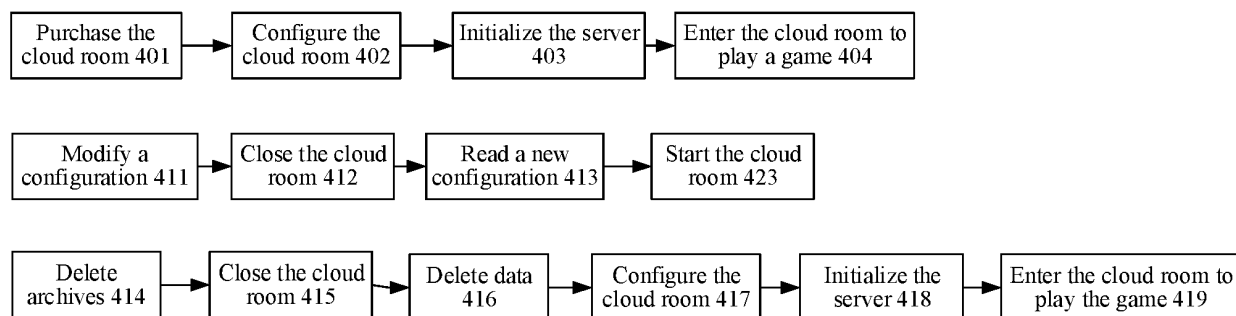 Purchase the
cloud room 401
Configure the
cloud room 402
Initialize the server
403
Enter the cloud room to
play a game 404
Modify a
configuration 411
Close the cloud
room 412
Read a new
configuration 413
Start the cloud
room 423
Delete
archives 414
Close the cloud
room 415
Delete data
416
Configure the
cloud room 417
Initialize the
server 418
Enter the cloud room to
play the game 419